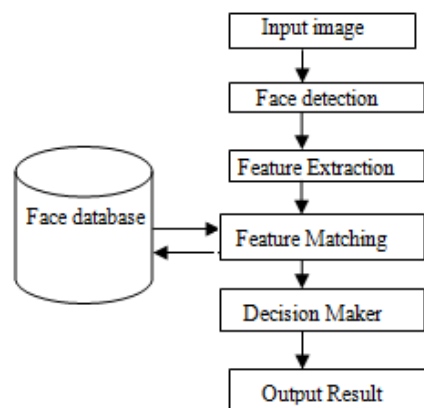 Input image
Face detection
Feature Extraction
Face database
Feature Matching
Decision Maker
Output Result